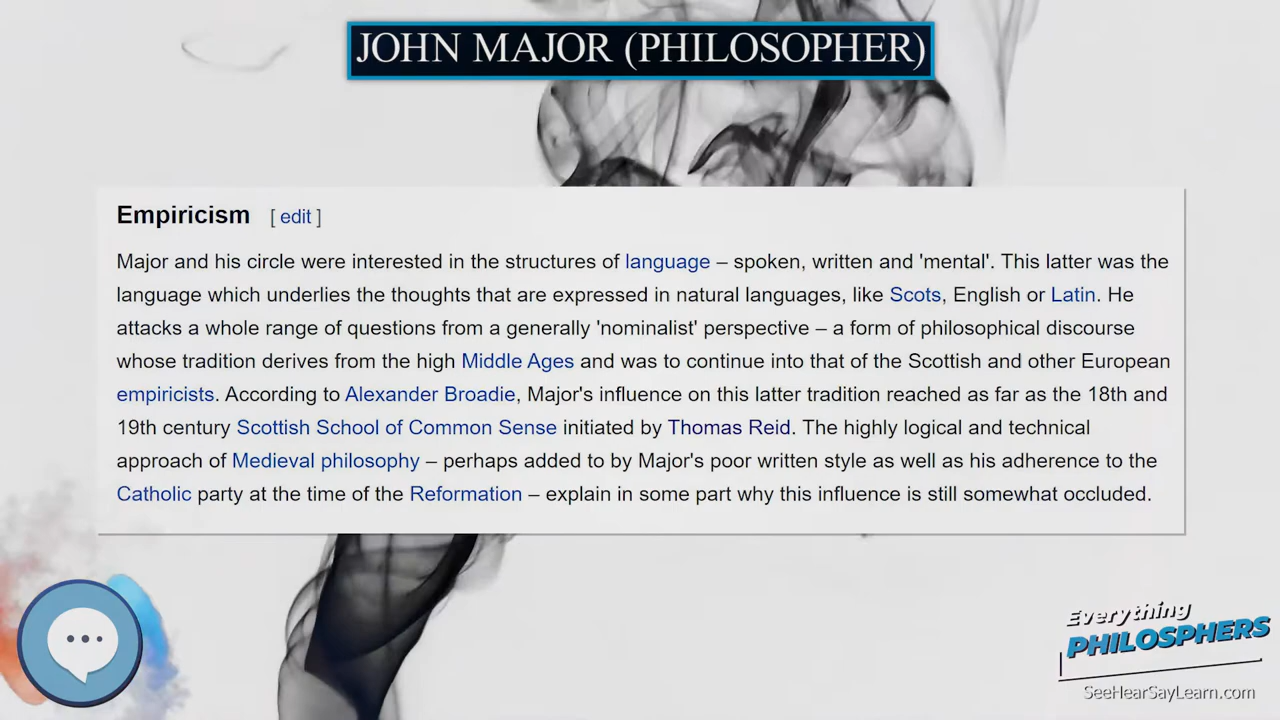 JOHN MAJOR (PHILOSOPHER)
Empiricism [ edit ]
Major and his circle were interested in the structures of language – spoken, written and 'mental'. This latter was the
language which underlies the thoughts that are expressed in natural languages, like Scots, English or Latin. He
attacks a whole range of questions from a generally 'nominalist' perspective – a form of philosophical discourse
whose tradition derives from the high Middle Ages and was to continue into that of the Scottish and other European
empiricists. According to Alexander Broadie, Major's influence on this latter tradition reached as far as the 18th and
19th century Scottish School of Common Sense initiated by Thomas Reid. The highly logical and technical
approach of Medieval philosophy – perhaps added to by Major's poor written style as well as his adherence to the
Catholic party at the time of the Reformation – explain in some part why this influence is still somewhat occluded.
Everything
PHILOSPHERS
SeeHearSayLearn.com